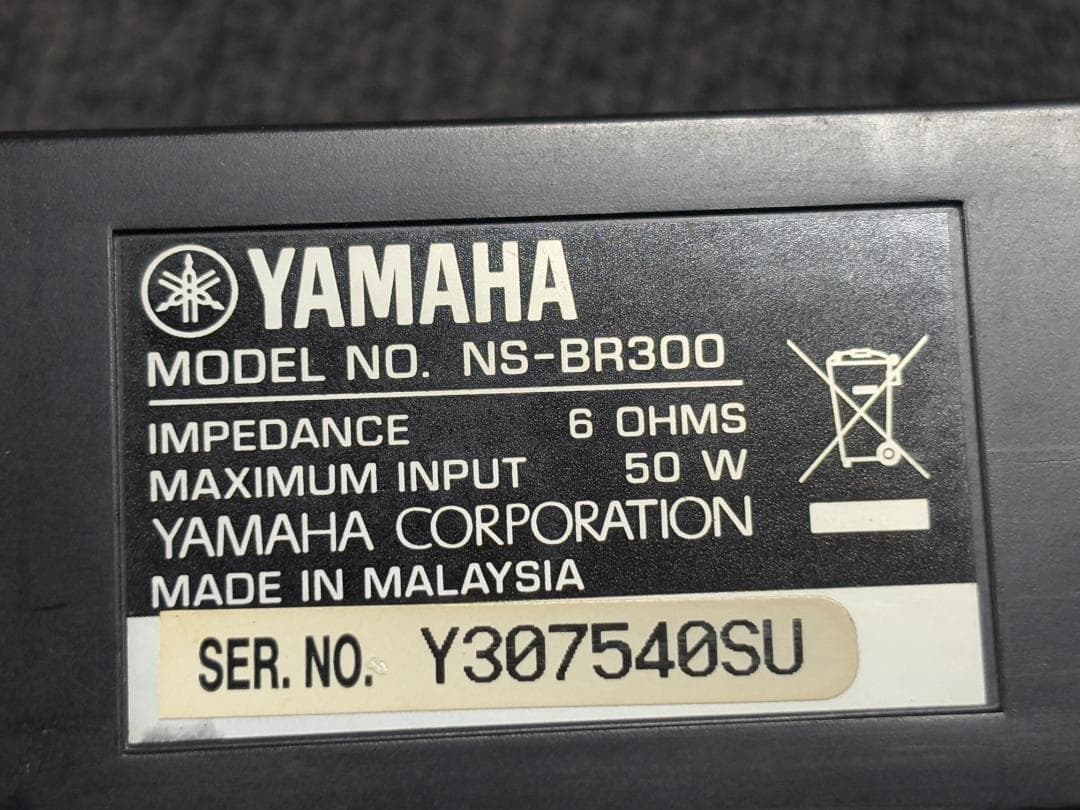 YAMAHA
MODEL NO. NS-BR300
IMPEDANCE 6 OHMS
MAXIMUM INPUT 50 W
YAMAHA CORPORATION
MADE IN MALAYSIA
SER. NO. Y307540SU